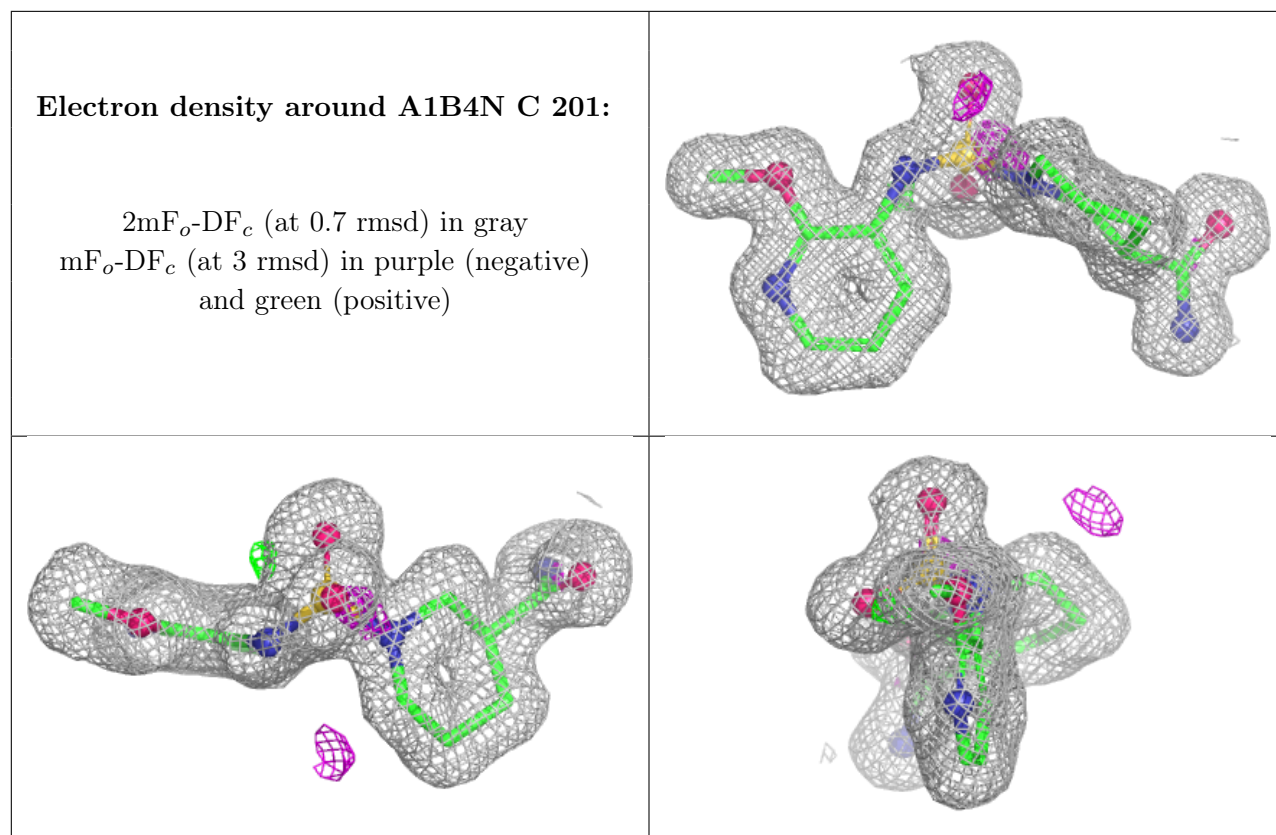 Electron density around A1B4N C 201:
2mFo-DFc (at 0.7 rmsd) in gray
mFo-DFc (at 3 rmsd) in purple (negative)
and green (positive)